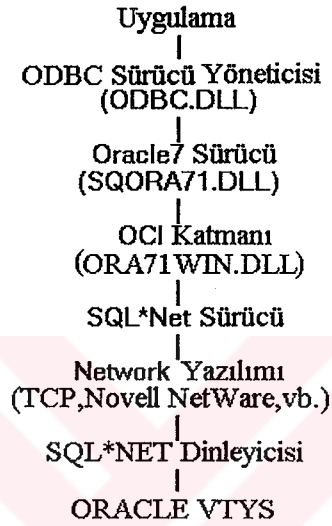 Uygulama
ODBC Sürücü Yöneticisi
(ODBC.DLL)
Oracle7 Sürücü
(SQORA71.DLL)
OCI Katmanı
(ORA71WIN.DLL)
SQL*Net Sürücü
Network Yazılımı
(TCP,Novell NetWare,vb.)
SQL*NET Dinleyicisi
ORACLE VTYS